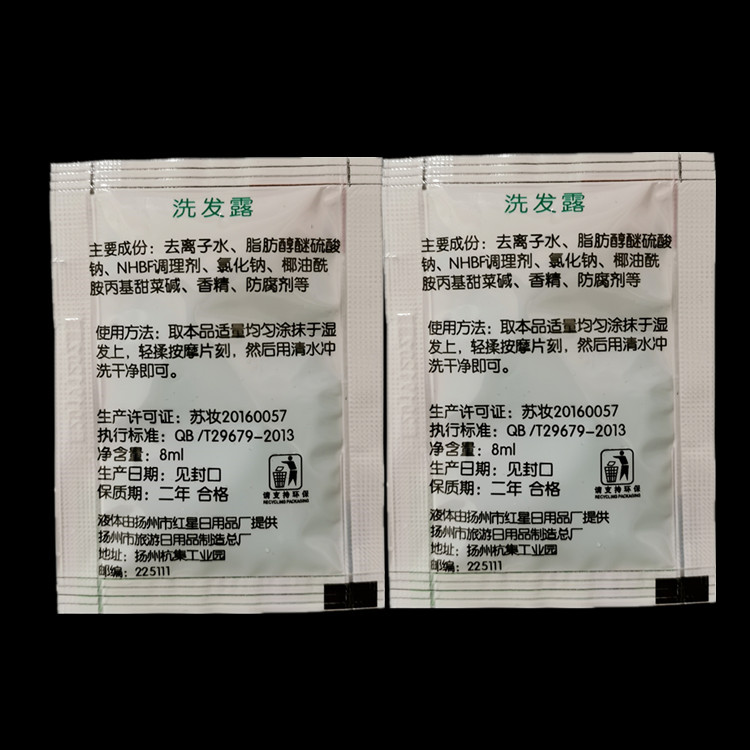 洗发露
主要成份：去离子水、脂肪醇醚硫酸
钠、NHBF调理剂、氯化钠、椰油酰
胺丙基甜菜碱、香精、防腐剂等
使用方法：取本品适量均匀涂抹于湿
发上，轻揉按摩片刻，然后用清水冲
洗干净即可。
生产许可证：苏妆20160057
执行标准：QB/T29679-2013
净含量：8ml
生产日期：见封口
保质期：二年 合格
请支持环保
RECYCLING PACKAGING
液体由扬州市红星日用品厂提供
扬州市旅游日用品制造总厂
地址：扬州杭集工业园
邮编：225111
洗发露
主要成份：去离子水、脂肪醇醚硫酸
钠、NHBF调理剂、氯化钠、椰油酰
胺丙基甜菜碱、香精、防腐剂等
使用方法：取本品适量均匀涂抹于湿
发上，轻揉按摩片刻，然后用清水冲
洗干净即可。
生产许可证：苏妆20160057
执行标准：QB/T29679-2013
净含量：8ml
生产日期：见封口
保质期：二年 合格
请支持环保
RECYCLING PACKAGING
液体由扬州市红星日用品厂提供
扬州市旅游日用品制造总厂
地址：扬州杭集工业园
邮编：225111